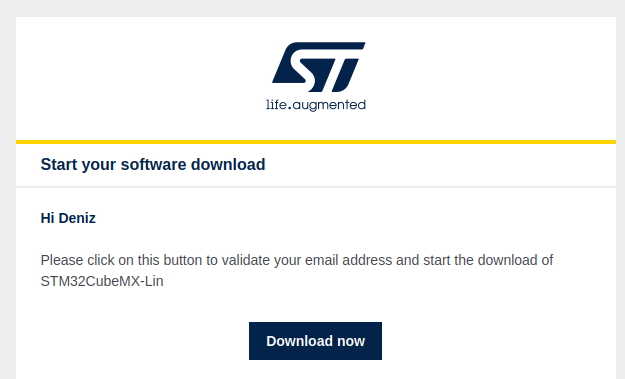 ST
life.augmented
Start your software download
Hi Deniz
Please click on this button to validate your email address and start the download of
STM32CubeMX-Lin
Download now